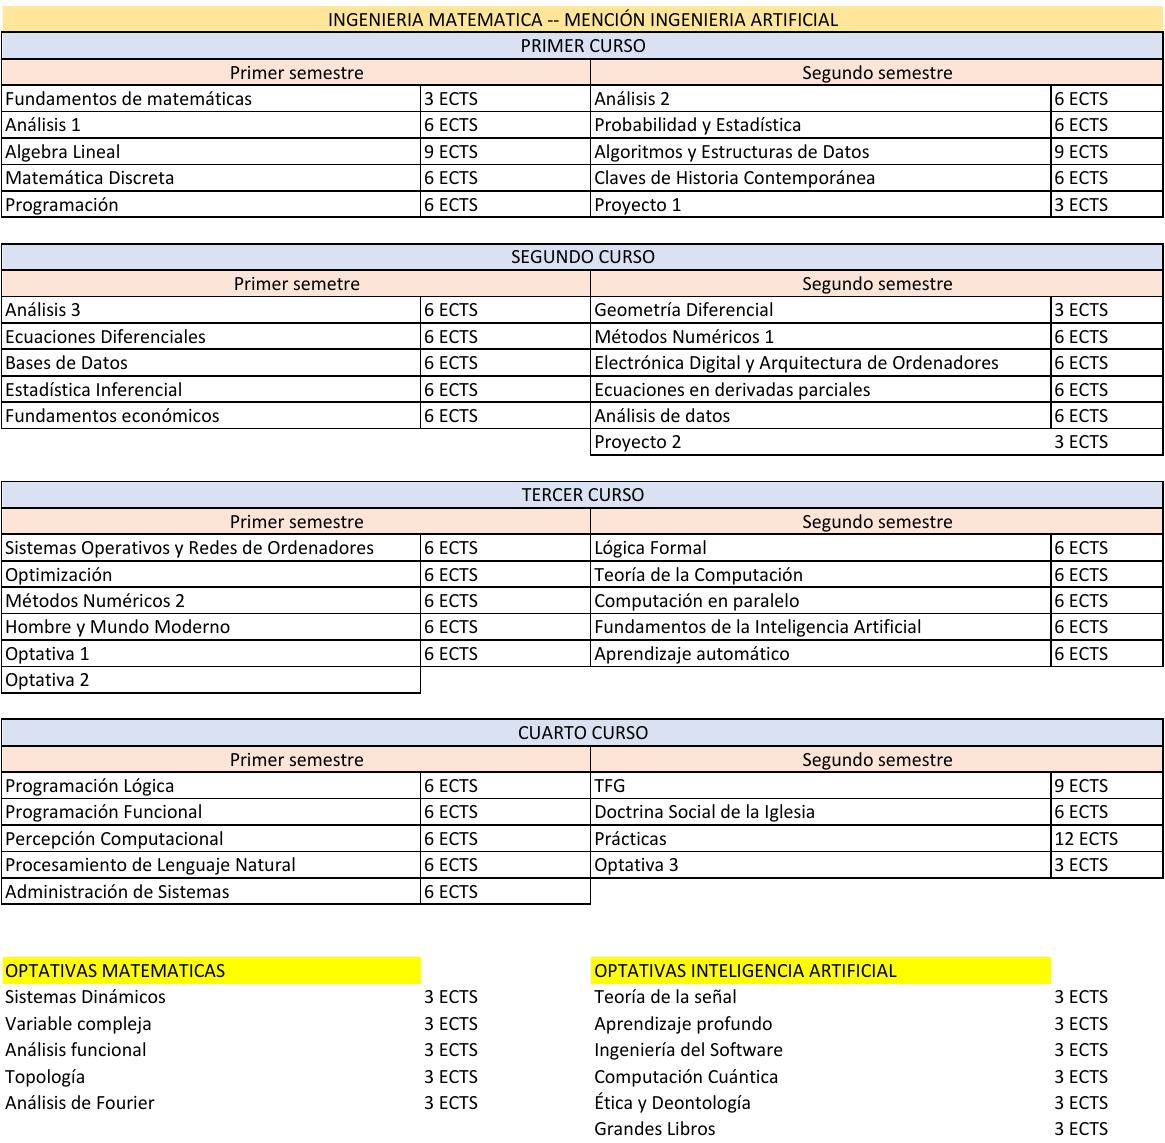 INGENIERIA MATEMATICA -- MENCIÓN INGENIERIA ARTIFICIAL
PRIMER CURSO
Primer semestre Segundo semestre
Fundamentos de matemáticas 3 ECTS Análisis 2 6 ECTS
Análisis 1 6 ECTS Probabilidad y Estadística 6 ECTS
Algebra Lineal 9 ECTS Algoritmos y Estructuras de Datos 9 ECTS
Matemática Discreta 6 ECTS Claves de Historia Contemporánea 6 ECTS
Programación 6 ECTS Proyecto 1 3 ECTS
SEGUNDO CURSO
Primer semetre Segundo semestre
Análisis 3 6 ECTS Geometría Diferencial 3 ECTS
Ecuaciones Diferenciales 6 ECTS Métodos Numéricos 1 6 ECTS
Bases de Datos 6 ECTS Electrónica Digital y Arquitectura de Ordenadores 6 ECTS
Estadística Inferencial 6 ECTS Ecuaciones en derivadas parciales 6 ECTS
Fundamentos económicos 6 ECTS Análisis de datos 6 ECTS
Proyecto 2 3 ECTS
TERCER CURSO
Primer semestre Segundo semestre
Sistemas Operativos y Redes de Ordenadores 6 ECTS Lógica Formal 6 ECTS
Optimización 6 ECTS Teoría de la Computación 6 ECTS
Métodos Numéricos 2 6 ECTS Computación en paralelo 6 ECTS
Hombre y Mundo Moderno 6 ECTS Fundamentos de la Inteligencia Artificial 6 ECTS
Optativa 1 6 ECTS Aprendizaje automático 6 ECTS
Optativa 2
CUARTO CURSO
Primer semestre Segundo semestre
Programación Lógica 6 ECTS TFG 9 ECTS
Programación Funcional 6 ECTS Doctrina Social de la Iglesia 6 ECTS
Percepción Computacional 6 ECTS Prácticas 12 ECTS
Procesamiento de Lenguaje Natural 6 ECTS Optativa 3 3 ECTS
Administración de Sistemas 6 ECTS
OPTATIVAS MATEMATICAS OPTATIVAS INTELIGENCIA ARTIFICIAL
Sistemas Dinámicos 3 ECTS Teoría de la señal 3 ECTS
Variable compleja 3 ECTS Aprendizaje profundo 3 ECTS
Análisis funcional 3 ECTS Ingeniería del Software 3 ECTS
Topología 3 ECTS Computación Cuántica 3 ECTS
Análisis de Fourier 3 ECTS Ética y Deontología 3 ECTS
Grandes Libros 3 ECTS